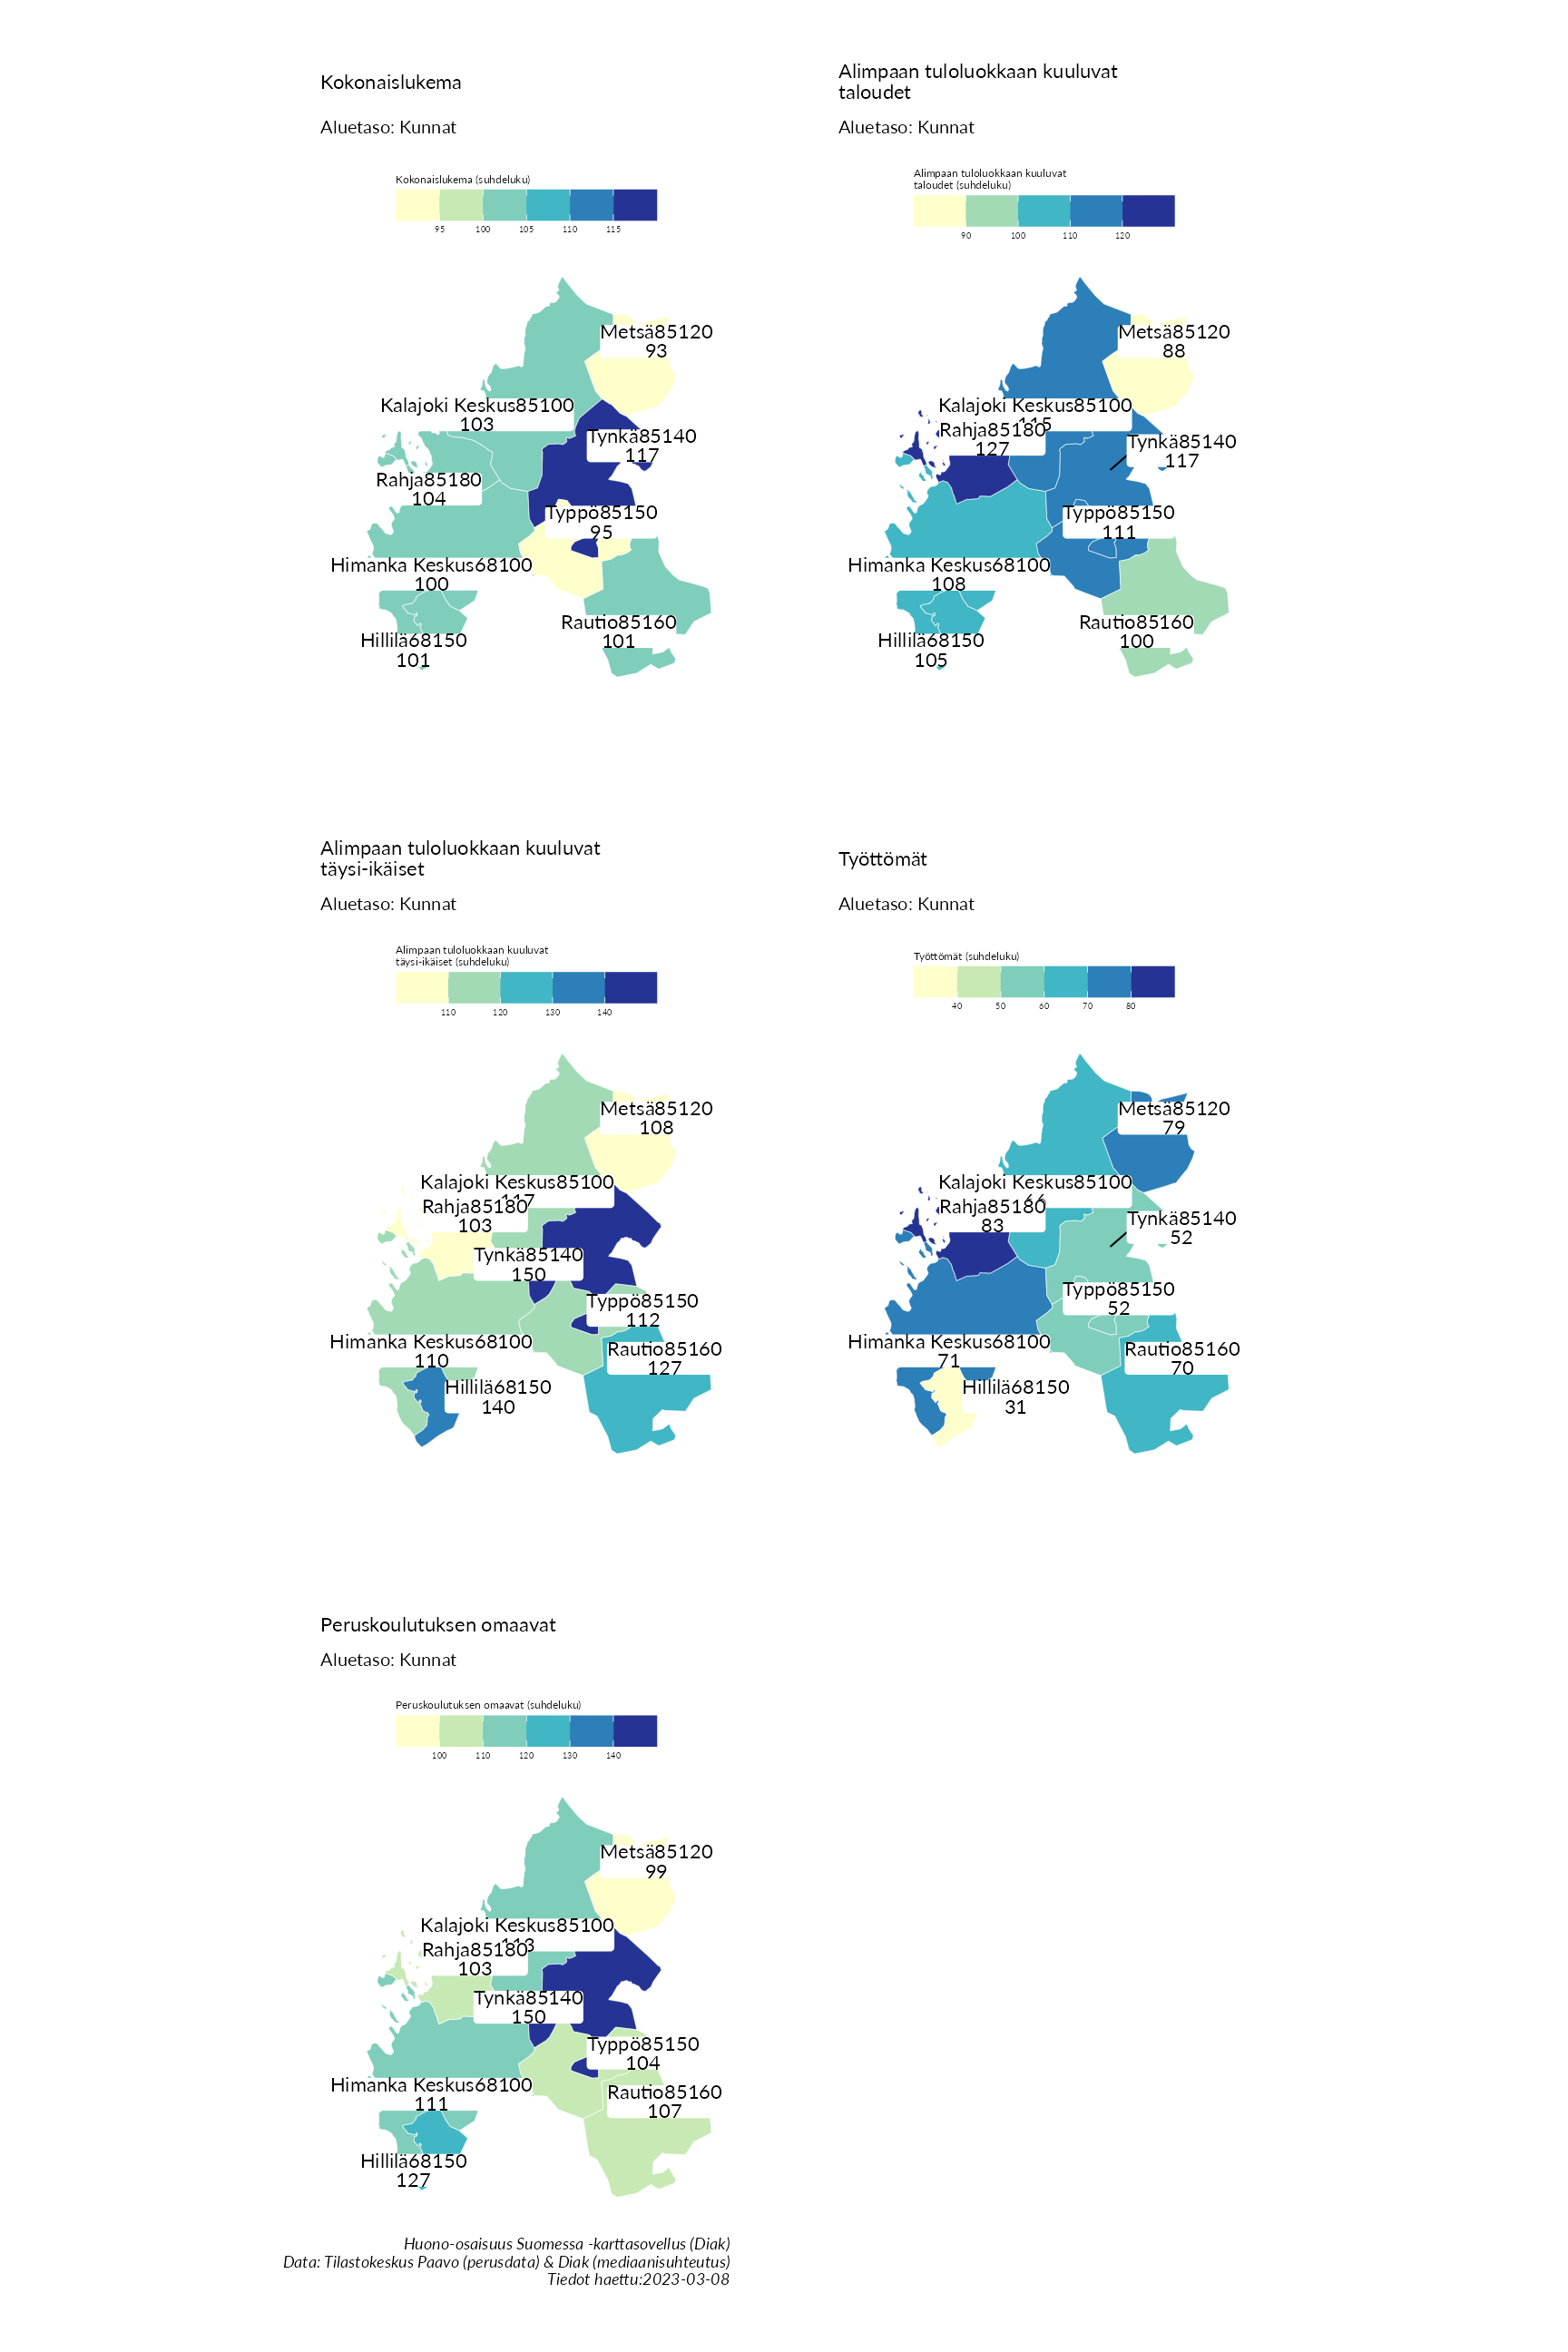 Kokonaislukema
Aluetaso: Kunnat
Kokonaislukema (suhdeluku)
95 100 105 110 115
Metsä85120
93
Kalajoki Keskus85100
103
Tynkä85140
117
Rahja85180
104
Typpö85150
95
Himanka Keskus68100
100
Rautio85160
101
Hillilä68150
101
Alimpaan tuloluokkaan kuuluvat
taloudet
Aluetaso: Kunnat
Alimpaan tuloluokkaan kuuluvat
taloudet (suhdeluku)
90 100 110 120
Metsä85120
88
Kalajoki Keskus85100
115
Rahja85180
127
Tynkä85140
117
Typpö85150
111
Himanka Keskus68100
108
Rautio85160
100
Hillilä68150
105
Alimpaan tuloluokkaan kuuluvat
täysi-ikäiset
Aluetaso: Kunnat
Alimpaan tuloluokkaan kuuluvat
täysi-ikäiset (suhdeluku)
110 120 130 140
Metsä85120
108
Kalajoki Keskus85100
117
Rahja85180
103
Tynkä85140
150
Typpö85150
112
Himanka Keskus68100
110
Rautio85160
127
Hillilä68150
140
Työttömät
Aluetaso: Kunnat
Työttömät (suhdeluku)
40 50 60 70 80
Metsä85120
79
Kalajoki Keskus85100
66
Rahja85180
83
Tynkä85140
52
Typpö85150
52
Himanka Keskus68100
71
Rautio85160
70
Hillilä68150
31
Peruskoulutuksen omaavat
Aluetaso: Kunnat
Peruskoulutuksen omaavat (suhdeluku)
100 110 120 130 140
Metsä85120
99
Kalajoki Keskus85100
113
Rahja85180
103
Tynkä85140
150
Typpö85150
104
Himanka Keskus68100
111
Rautio85160
107
Hillilä68150
127
Huono-osaisuus Suomessa -karttasovellus (Diak)
Data: Tilastokeskus Paavo (perusdata) & Diak (mediaanisuhteutus)
Tiedot haettu:2023-03-08